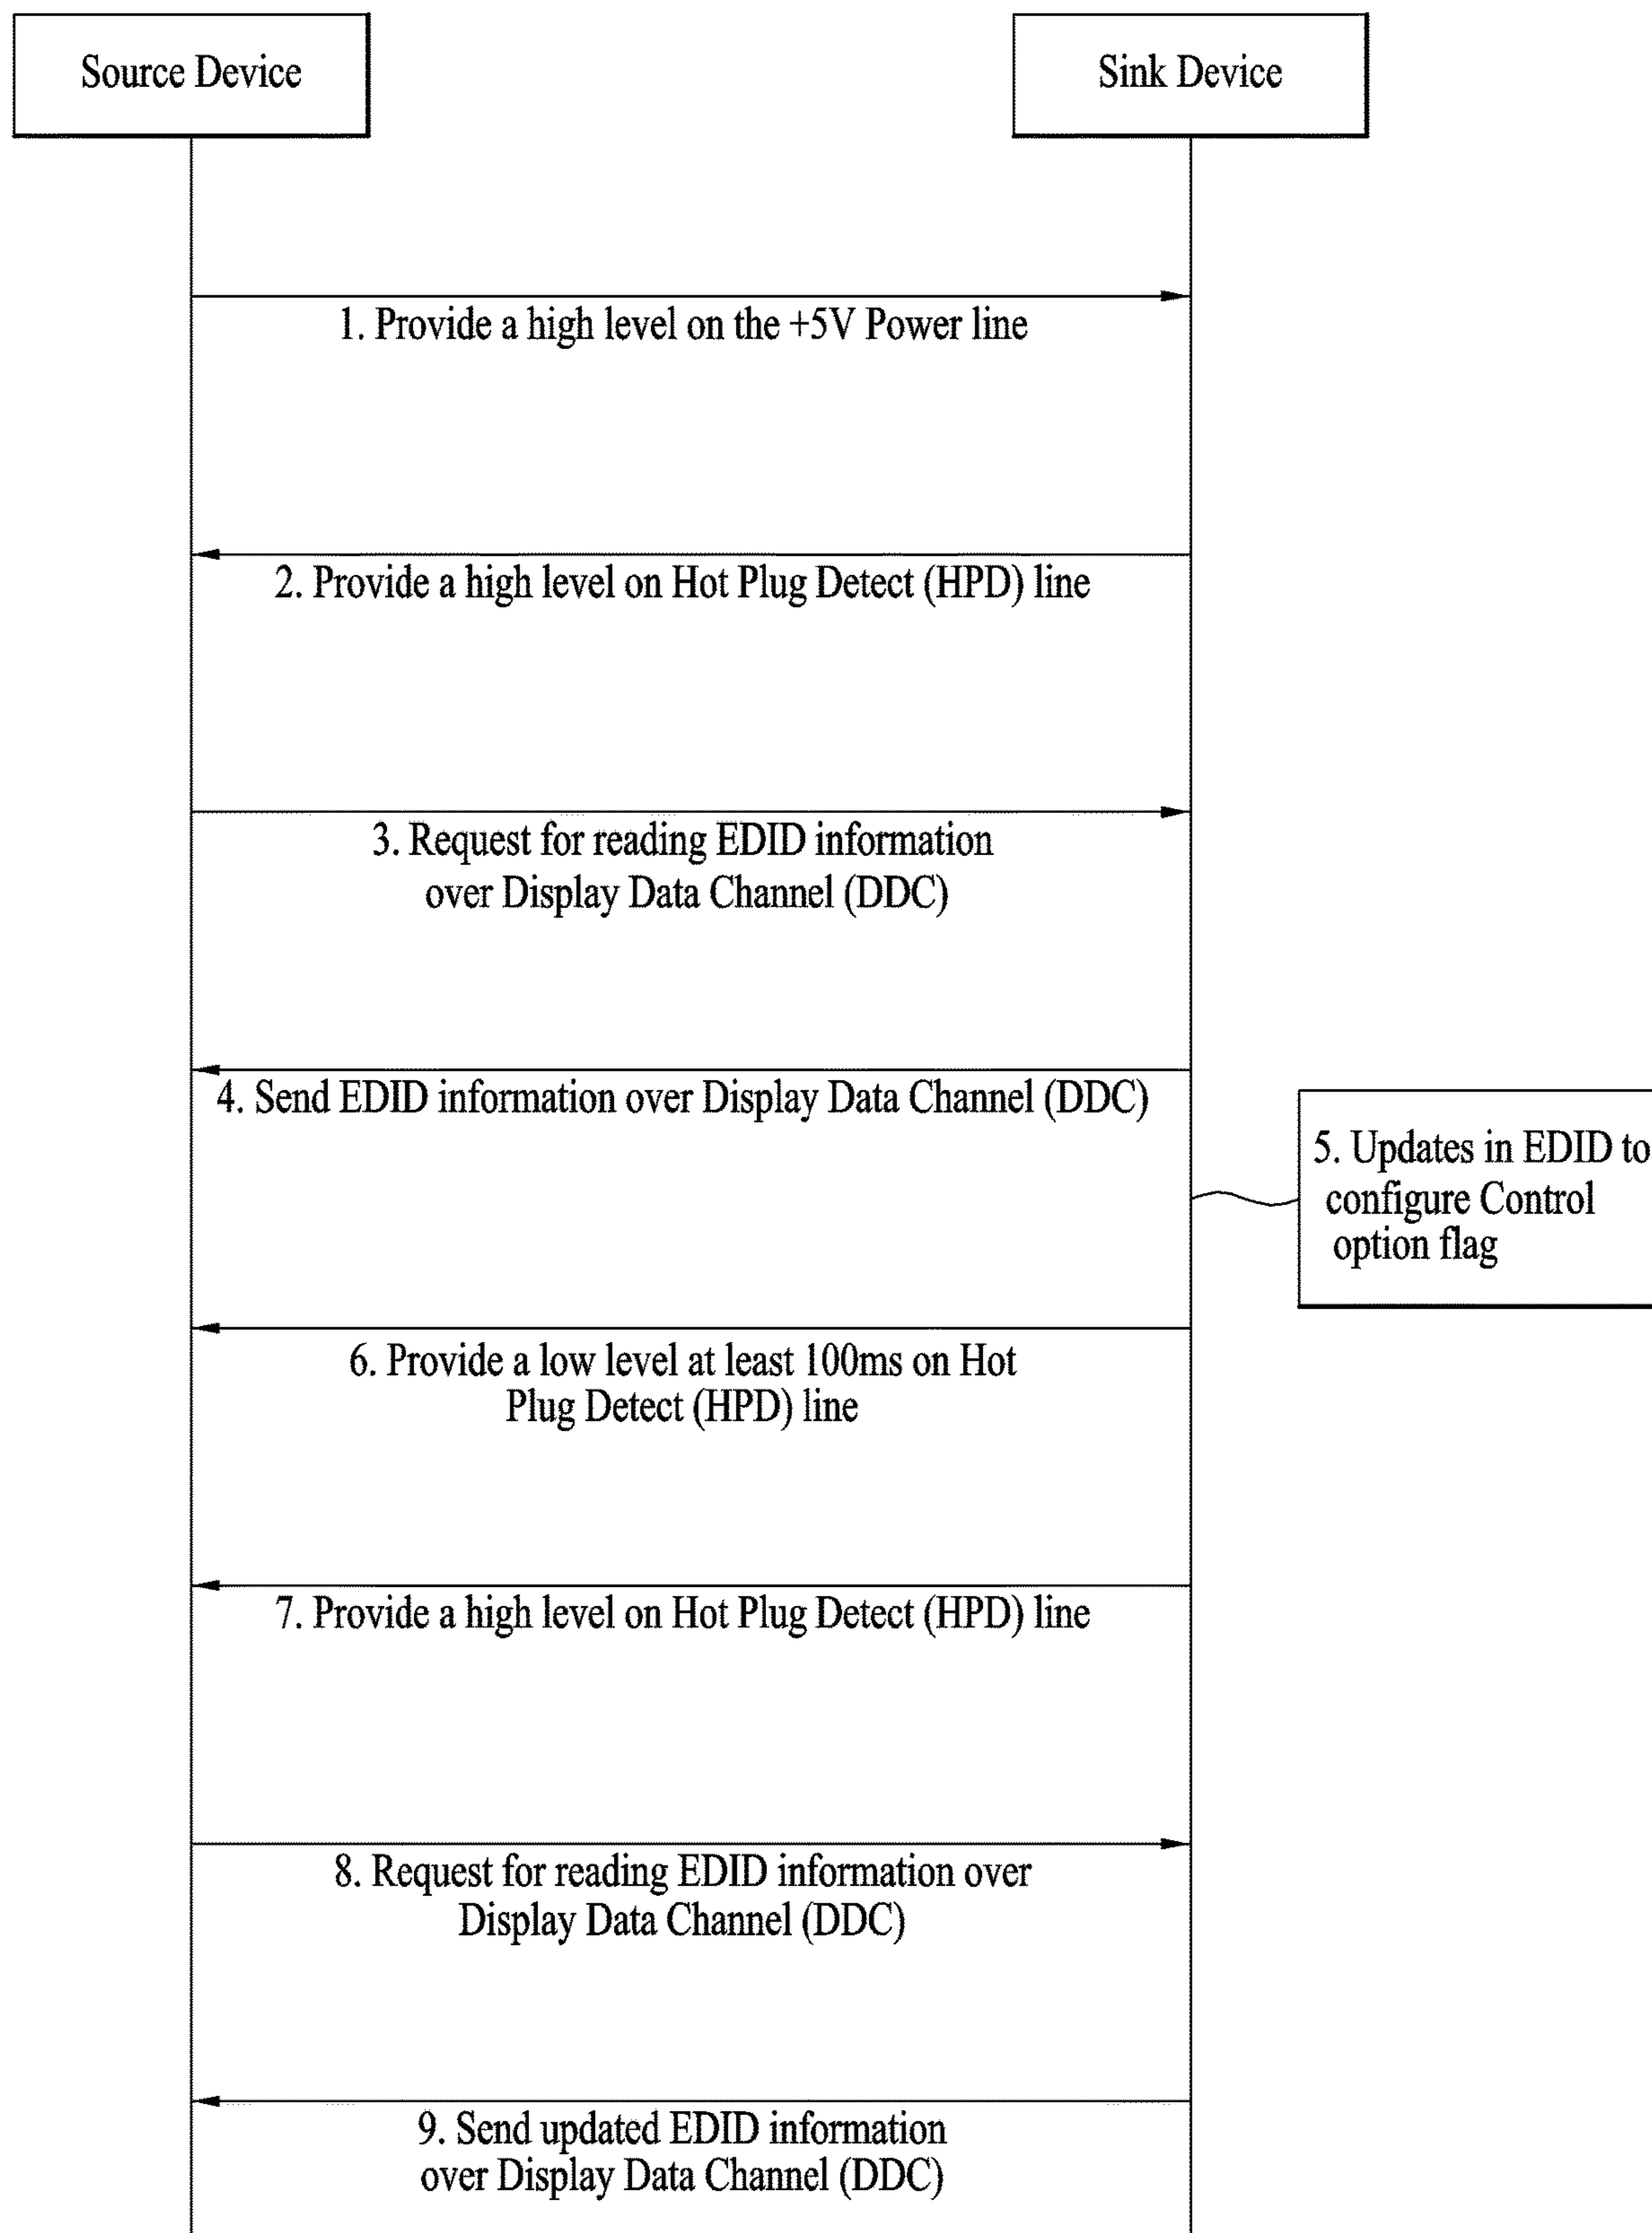 Source Device
Sink Device
1. Provide a high level on the +5V Power line
2. Provide a high level on Hot Plug Detect (HPD) line
3. Request for reading EDID information
over Display Data Channel (DDC)
4. Send EDID information over Display Data Channel (DDC)
5. Updates in EDID to
configure Control
option flag
6. Provide a low level at least 100ms on Hot
Plug Detect (HPD) line
7. Provide a high level on Hot Plug Detect (HPD) line
8. Request for reading EDID information over
Display Data Channel (DDC)
9. Send updated EDID information
over Display Data Channel (DDC)